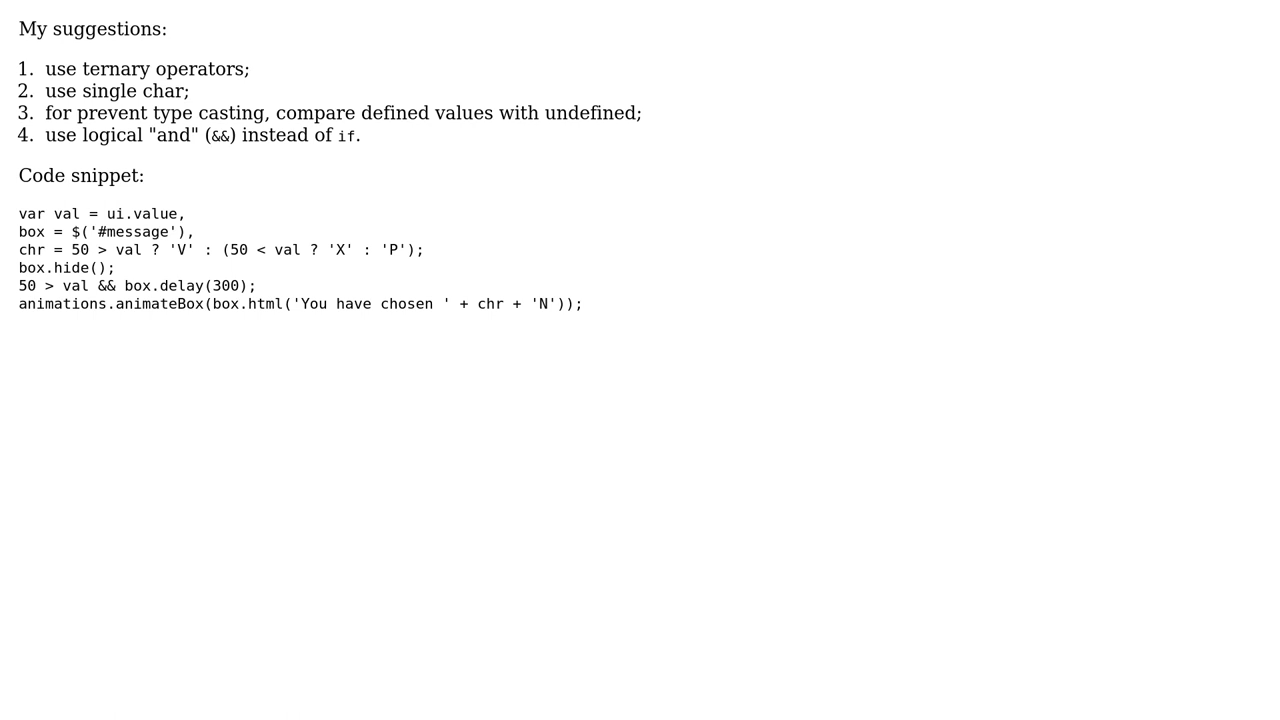 My suggestions:
1. use ternary operators;
2. use single char;
3. for prevent type casting, compare defined values with undefined;
4. use logical "and" (&&) instead of if.
Code snippet:
var val = ui.value,
box = $('#message'),
chr = 50 > val ? 'V' : (50 < val ? 'X' : 'P');
box.hide();
50 > val && box.delay(300);
animations.animateBox(box.html('You have chosen ' + chr + 'N'));